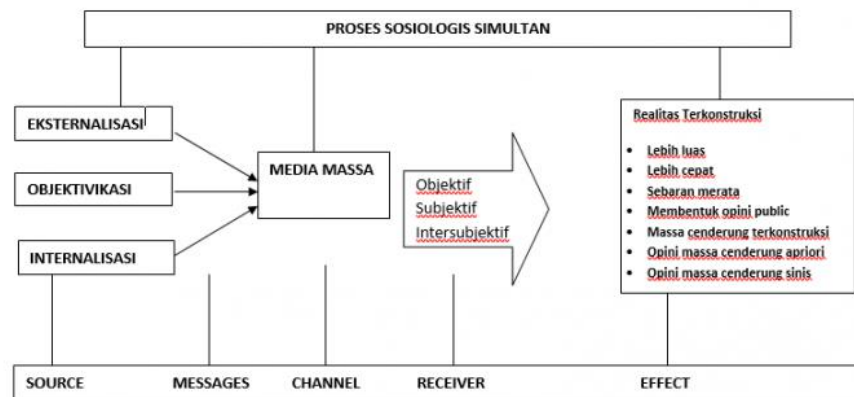 PROSES SOSIOLOGIS SIMULTAN
EKSTERNALISASI
OBJEKTIVIKASI
INTERNALISASI
MEDIA MASSA
Objektif
Subjektif
Intersubjektif
Realitas Terkonstruksi
• Lebih luas
• Lebih cepat
• Sebaran merata
• Membentuk opini public
• Massa cenderung terkonstruksi
• Opini massa cenderung apriori
• Opini massa cenderung sinis
SOURCE MESSAGES CHANNEL RECEIVER EFFECT